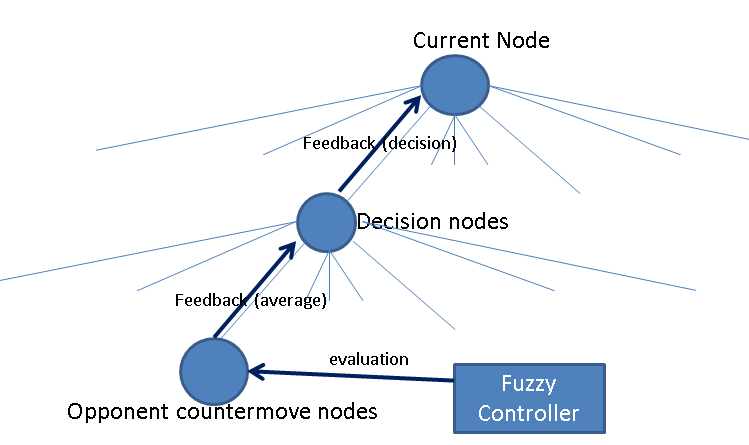 Current Node
Feedback (decision)
Decision nodes
Feedback (average)
evaluation
Fuzzy
Controller
Opponent countermove nodes